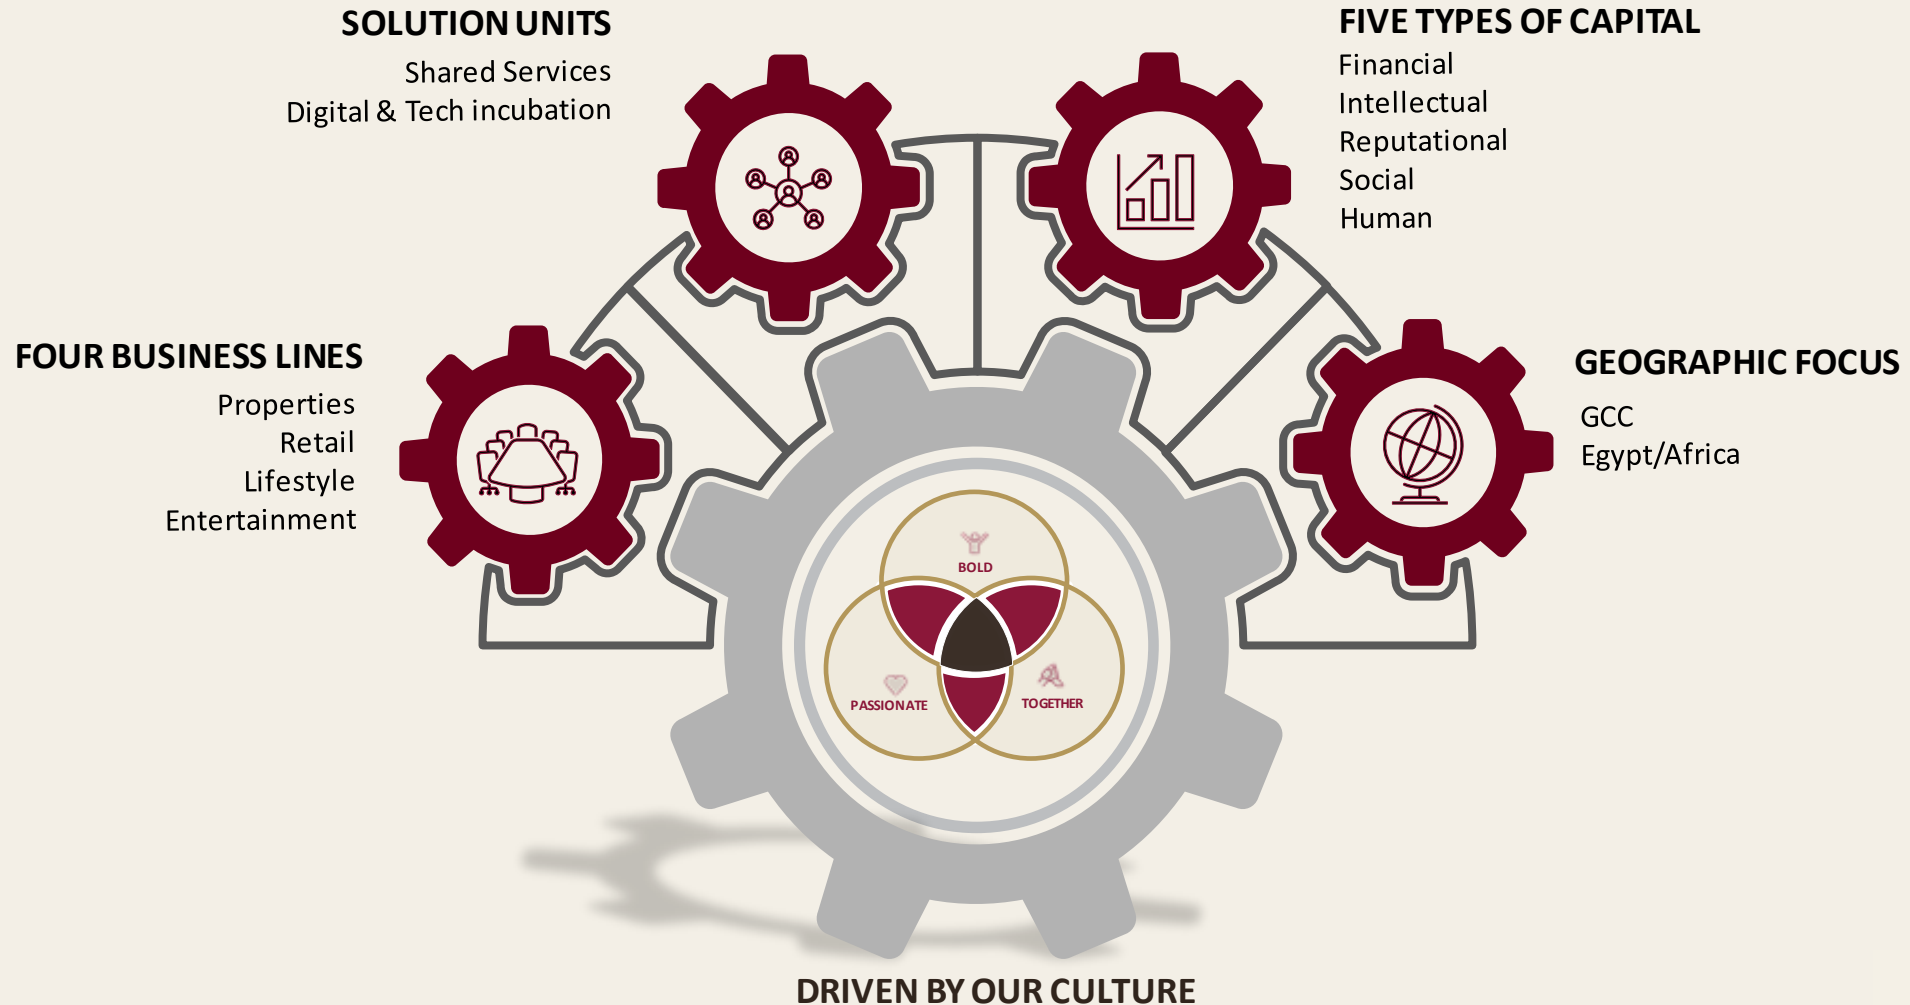 SOLUTION UNITS
Shared Services
Digital & Tech incubation
FIVE TYPES OF CAPITAL
Financial
Intellectual
Reputational
Social
Human
FOUR BUSINESS LINES
Properties
Retail
Lifestyle
Entertainment
GEOGRAPHIC FOCUS
GCC
Egypt/Africa
BOLD
PASSIONATE
TOGETHER
DRIVEN BY OUR CULTURE